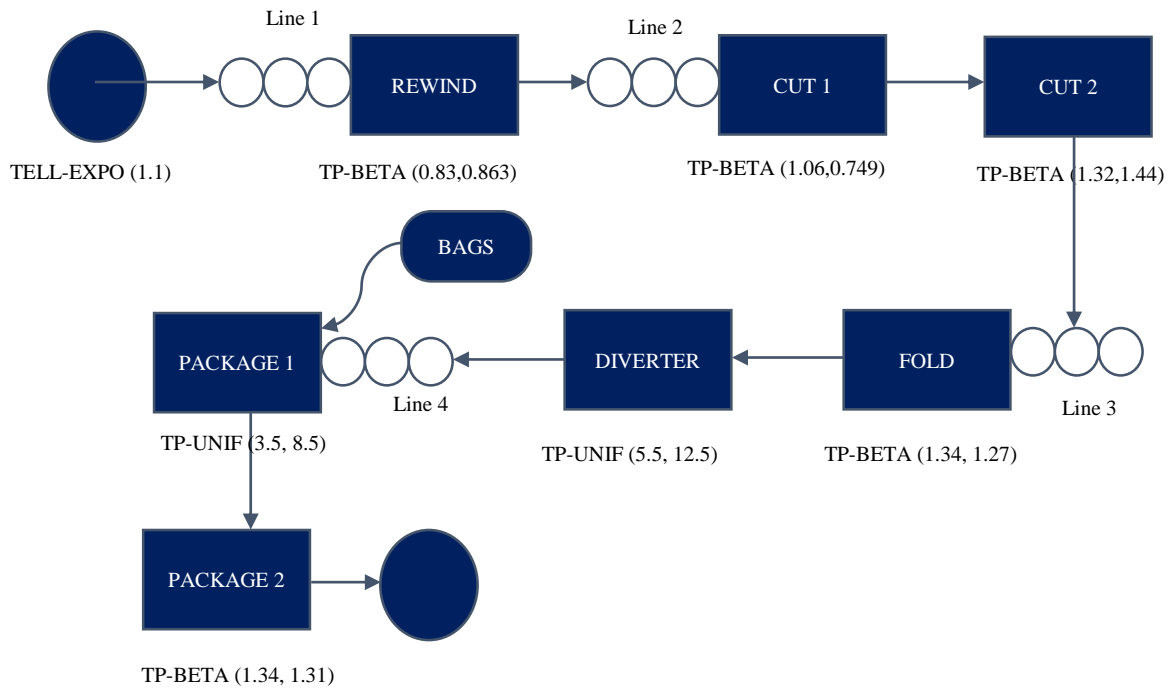 Line 1
Line 2
REWIND
CUT 1
CUT 2
TELL-EXPO (1.1)
TP-BETA (0.83,0.863)
TP-BETA (1.06,0.749)
TP-BETA (1.32,1.44)
BAGS
PACKAGE 1
DIVERTER
FOLD
Line 4
Line 3
TP-UNIF (3.5, 8.5)
TP-UNIF (5.5, 12.5)
TP-BETA (1.34, 1.27)
PACKAGE 2
TP-BETA (1.34, 1.31)